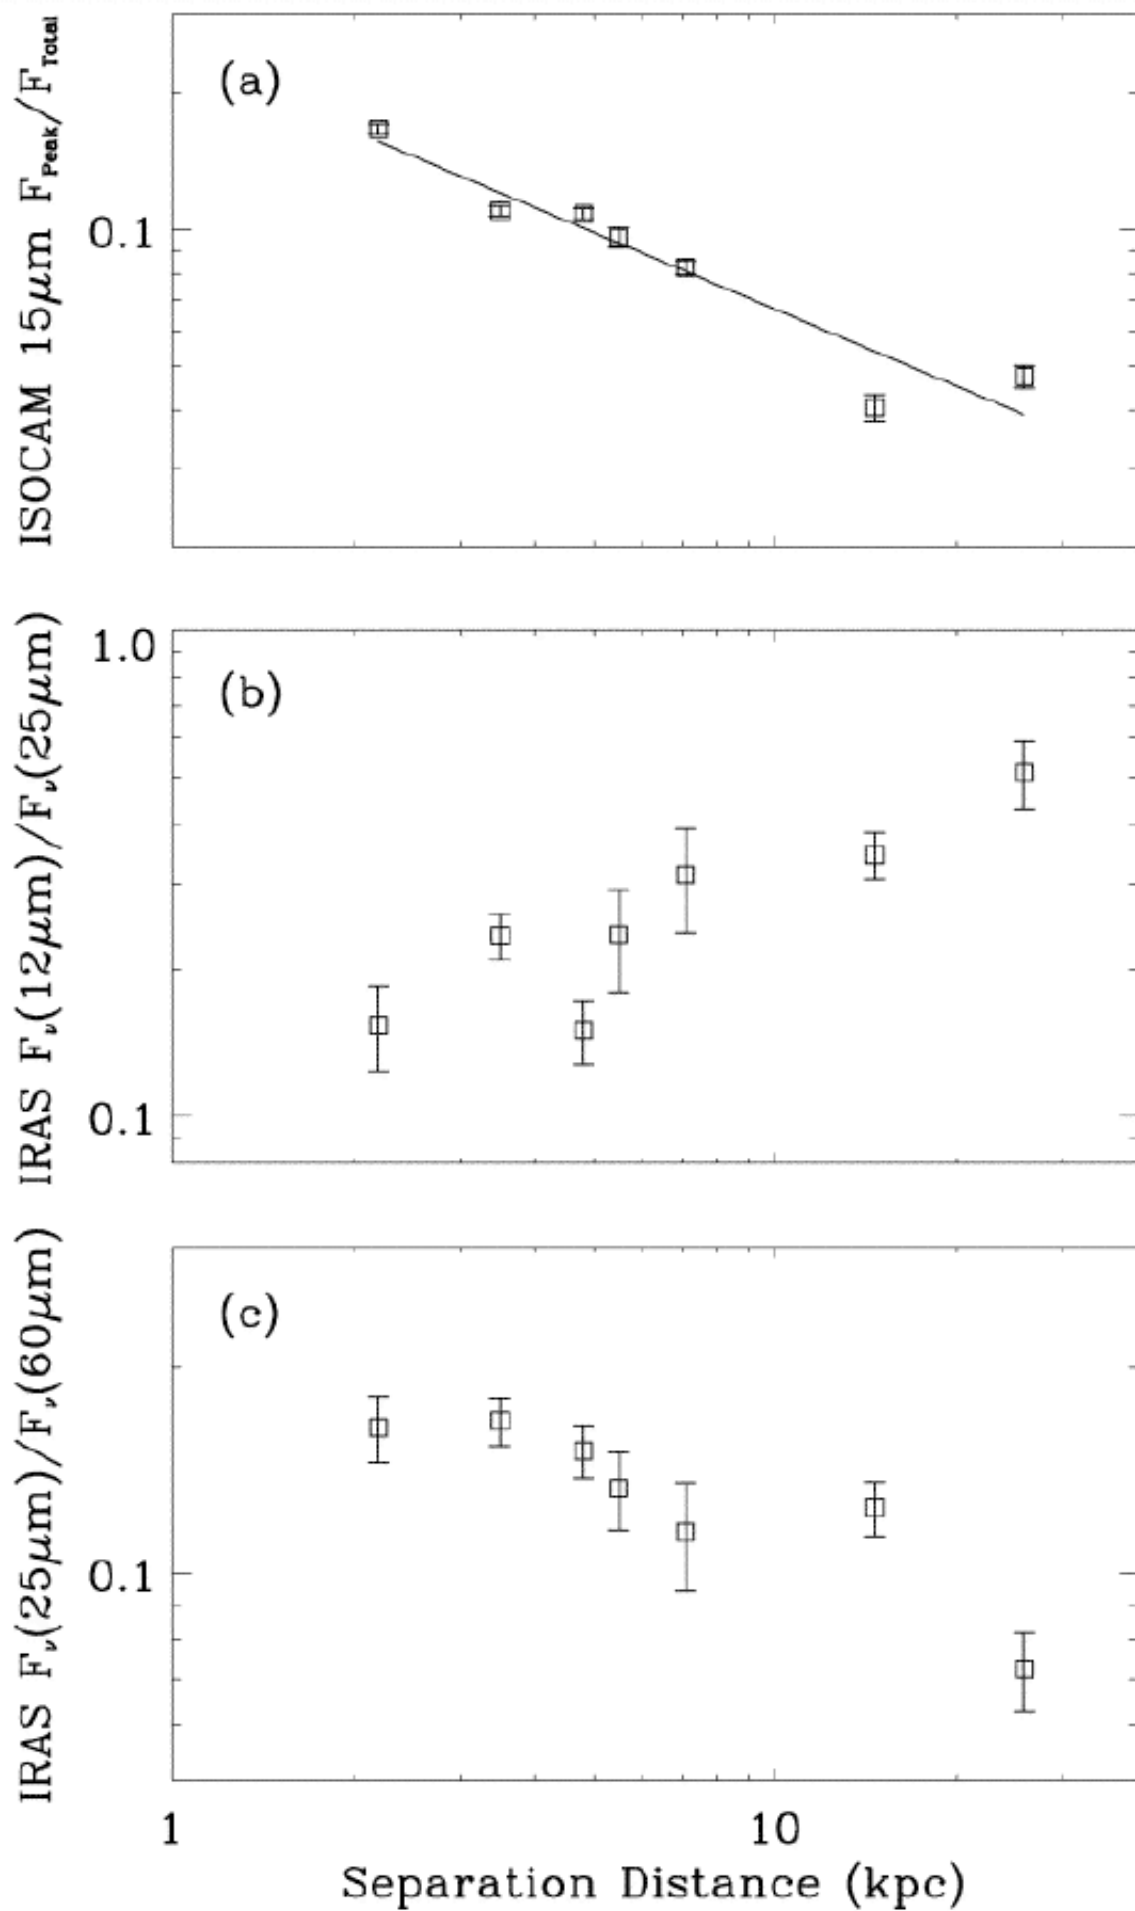 (a)
ISOCAM 15μm F_Peak/F_Total
0.1
(b)
IRAS F_ν(12μm)/F_ν(25μm)
1.0
0.1
(c)
IRAS F_ν(25μm)/F_ν(60μm)
0.1
1 10
Separation Distance (kpc)